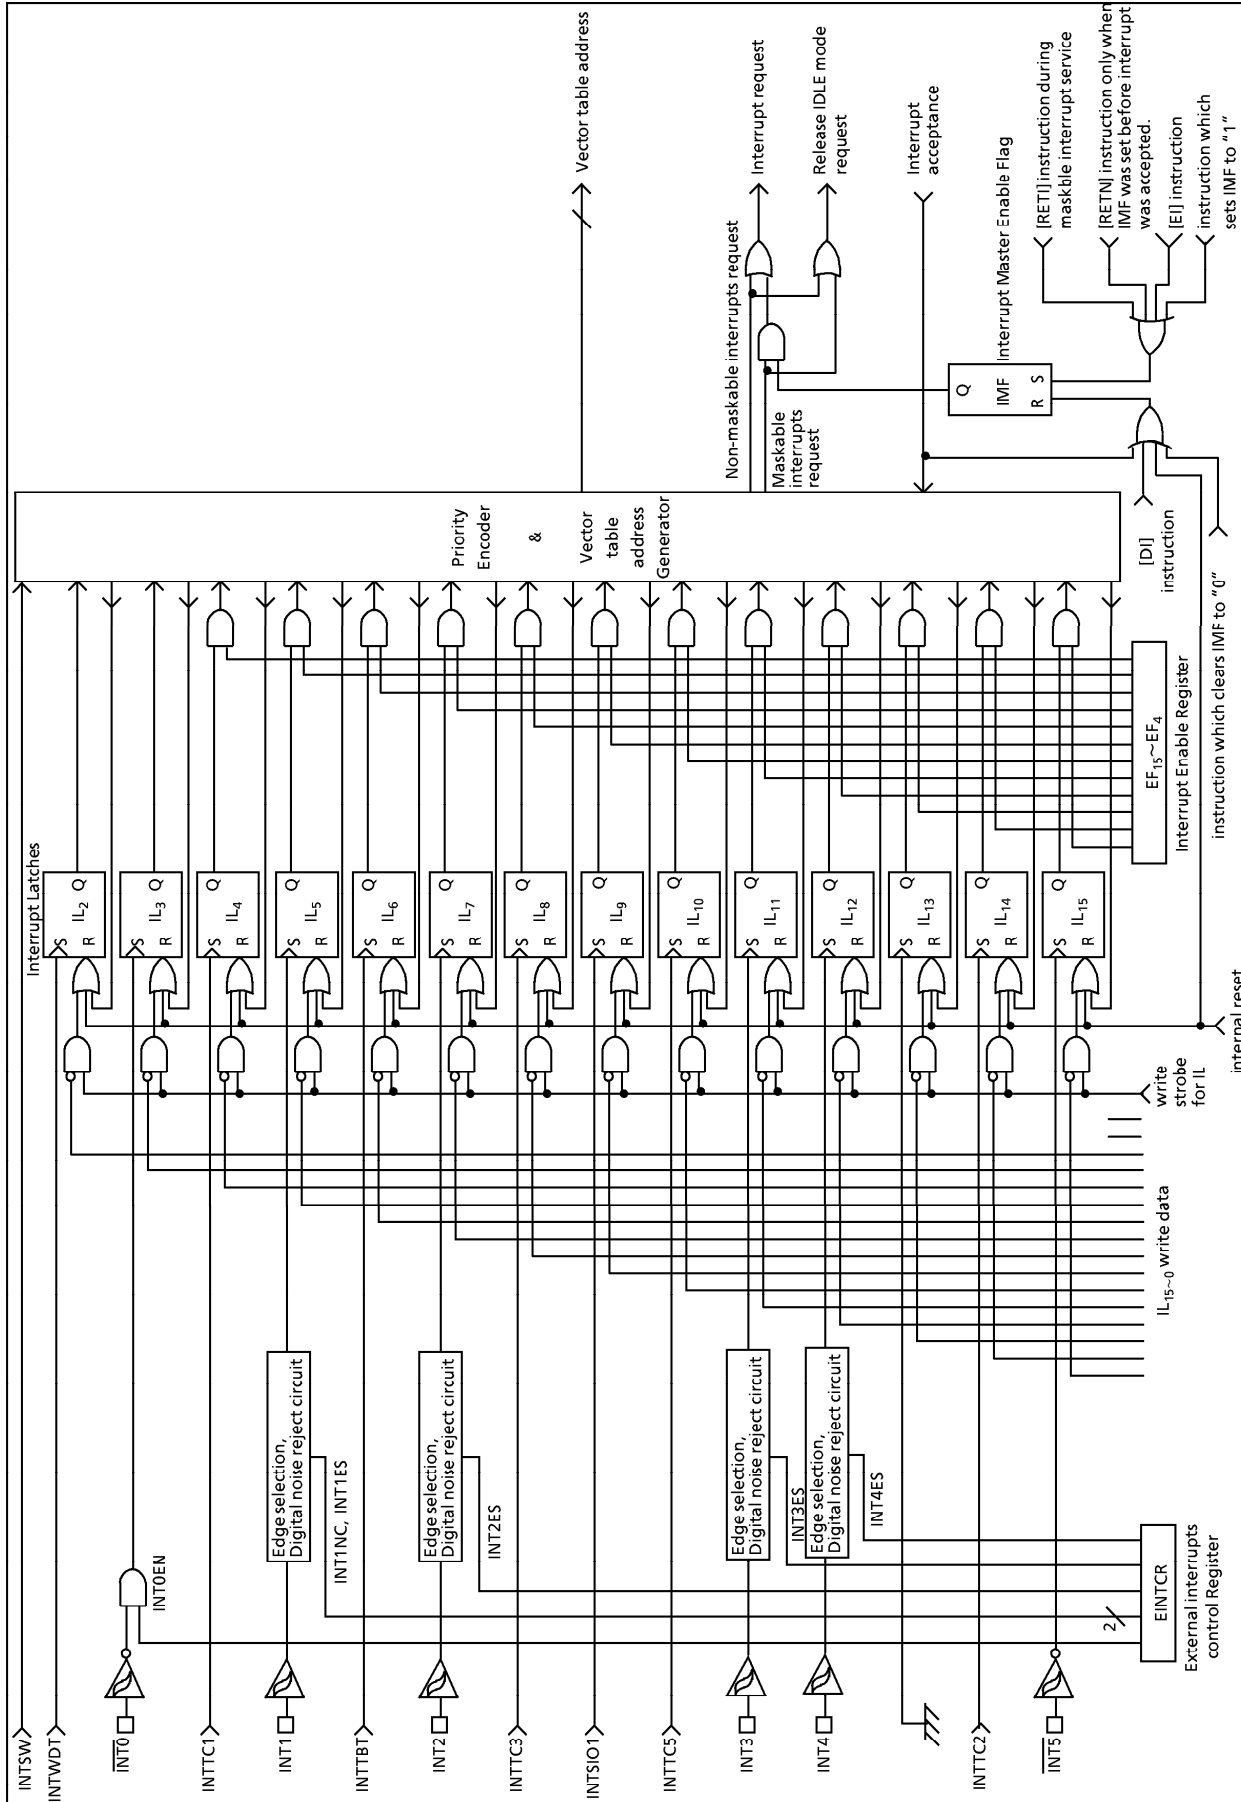 INTSW
INTWDT
INT0
INTTC1
INT1
INTTBT
INT2
INTTC3
INTSIO1
INTTC5
INT3
INT4
INTTC2
INT5
INT0EN
Edge selection,
Digital noise reject circuit
INT1NC, INT1ES
Edge selection,
Digital noise reject circuit
INT2ES
Edge selection,
Digital noise reject circuit
INT3ES
Edge selection,
Digital noise reject circuit
INT4ES
2
EINTCR
External interrupts
control Register
IL15~0 write data
write
strobe
for IL
internal reset
Interrupt Latches
S IL2 Q R
S IL3 Q R
S IL4 Q R
S IL5 Q R
S IL6 Q R
S IL7 Q R
S IL8 Q R
S IL9 Q R
S IL10 Q R
S IL11 Q R
S IL12 Q R
S IL13 Q R
S IL14 Q R
S IL15 Q R
EF15~EF4
Interrupt Enable Register
instruction which clears IMF to "0"
Priority
Encoder
&
Vector
table
address
Generator
[DI]
instruction
Vector table address
Non-maskable interrupts request
Maskable
interrupts
request
Interrupt request
Release IDLE mode
request
Interrupt
acceptance
Q
IMF
R S
Interrupt Master Enable Flag
[RETI] instruction during
maskble interrupt service
[RETN] instruction only when
IMF was set before interrupt
was accepted.
[EI] instruction
instruction which
sets IMF to "1"